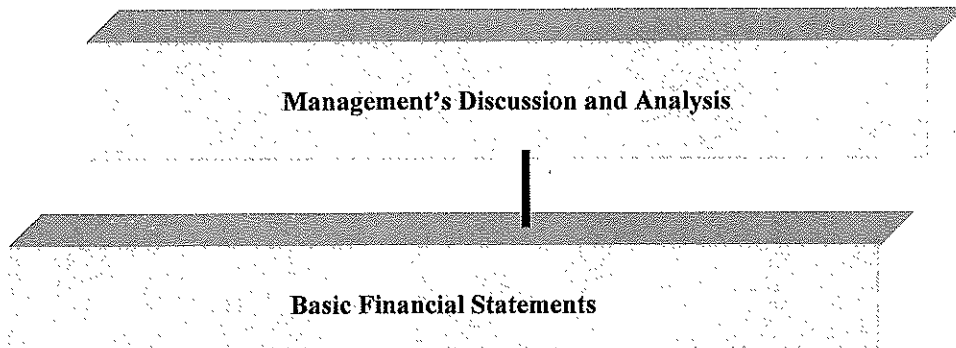 Management's Discussion and Analysis
Basic Financial Statements